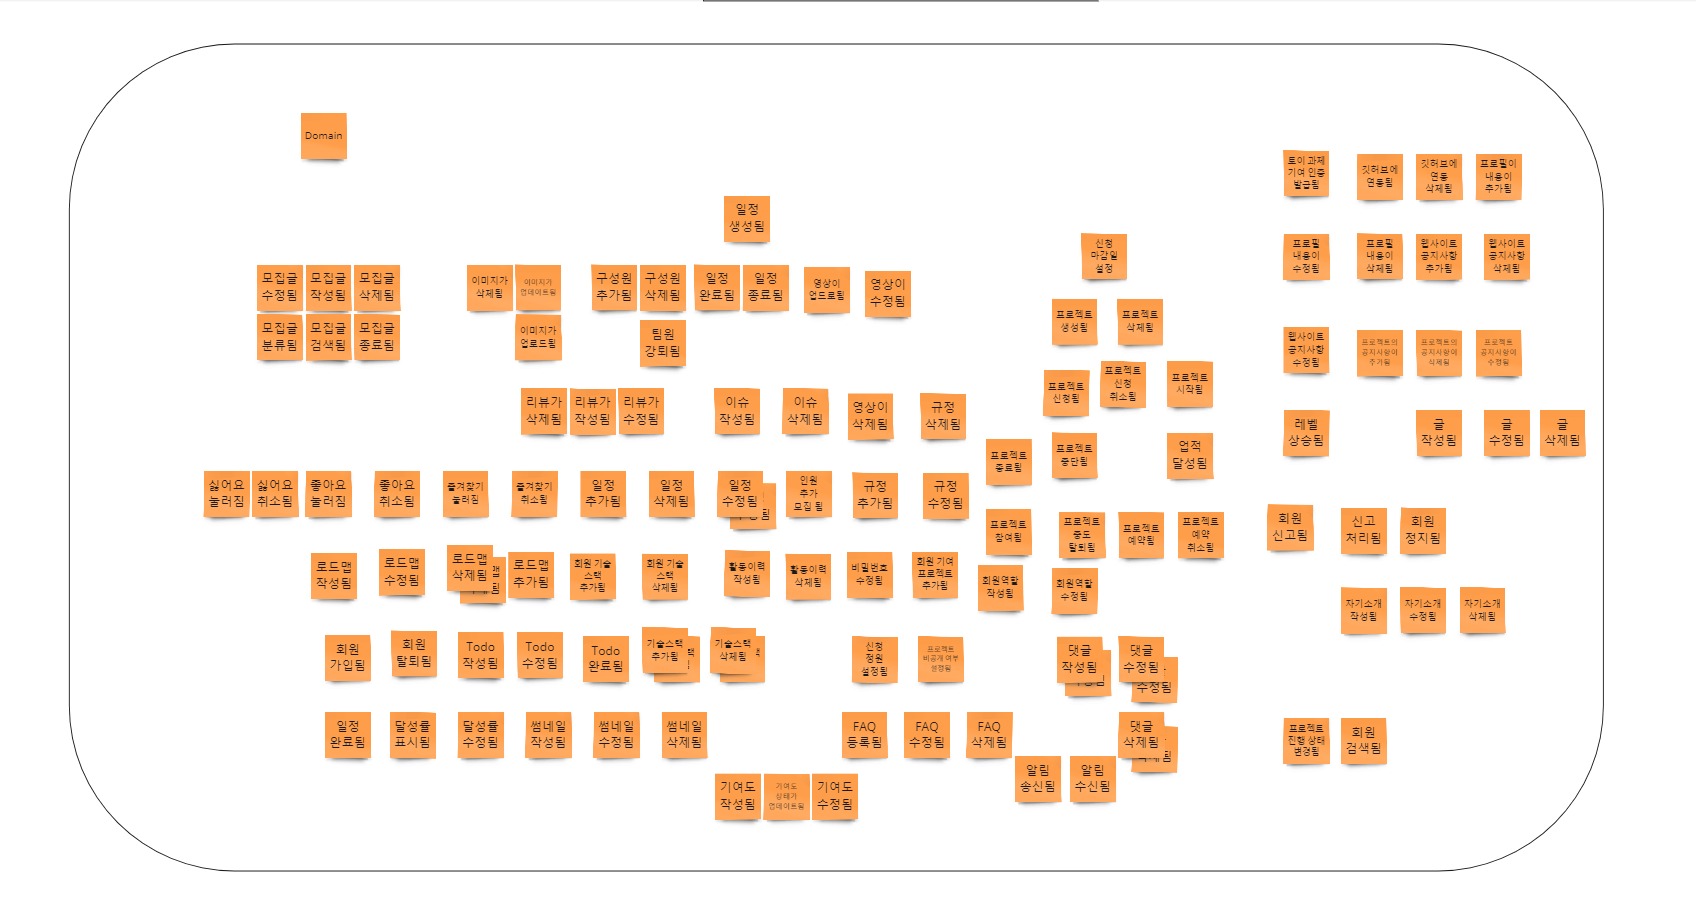 Domain
토이 과제
기여 인증
발급됨
깃허브에
연동됨
깃허브에
연동
삭제됨
프로필이
내용이
추가됨
일정
생성됨
신청
마감일
설정
프로필
내용이
수정됨
프로필
내용이
삭제됨
웹사이트
공지사항
추가됨
웹사이트
공지사항
삭제됨
모집글
수정됨
모집글
작성됨
모집글
삭제됨
이미지가
삭제됨
이미지가
업데이트됨
구성원
추가됨
구성원
삭제됨
일정
완료됨
일정
종료됨
영상이
업드로됨
영상이
수정됨
모집글
분류됨
모집글
검색됨
모집글
종료됨
이미지가
업로드됨
팀원
강퇴됨
프로젝트
생성됨
프로젝트
삭제됨
웹사이트
공지사항
수정됨
프로젝트의
공지사항이
추가됨
프로젝트의
공지사항이
삭제됨
프로젝트
공지사항이
수정됨
프로젝트
신청됨
프로젝트
신청
취소됨
프로젝트
시작됨
리뷰가
삭제됨
리뷰가
작성됨
리뷰가
수정됨
이슈
작성됨
이슈
삭제됨
영상이
삭제됨
규정
삭제됨
레벨
상승됨
글
작성됨
글
수정됨
글
삭제됨
프로젝트
종료됨
프로젝트
중단됨
업적
달성됨
싫어요
눌러짐
싫어요
취소됨
좋아요
눌러짐
좋아요
취소됨
즐겨찾기
눌러짐
즐겨찾기
취소됨
일정
추가됨
일정
삭제됨
일정
수정됨
인원
추가
모집 됨
규정
추가됨
규정
수정됨
프로젝트
참여됨
프로젝트
중도
탈퇴됨
프로젝트
예약됨
프로젝트
예약
취소됨
회원
신고됨
신고
처리됨
회원
정지됨
로드맵
작성됨
로드맵
수정됨
로드맵
삭제됨
로드맵
추가됨
회원 기술
스택
추가됨
회원 기술
스택
삭제됨
활동이력
작성됨
활동이력
삭제됨
비밀번호
수정됨
회원 기여
프로젝트
추가됨
회원역할
작성됨
회원역할
수정됨
자기소개
작성됨
자기소개
수정됨
자기소개
삭제됨
회원
가입됨
회원
탈퇴됨
Todo
작성됨
Todo
수정됨
Todo
완료됨
기술스택
추가됨
기술스택
삭제됨
신청
정원
설정됨
프로젝트
비공개 여부
설정됨
댓글
작성됨
댓글
수정됨
수정됨
일정
완료됨
달성률
표시됨
달성률
수정됨
썸네일
작성됨
썸네일
수정됨
썸네일
삭제됨
FAQ
등록됨
FAQ
수정됨
FAQ
삭제됨
댓글
삭제됨
프로젝트
진행 상태
변경됨
회원
검색됨
알림
송신됨
알림
수신됨
기여도
작성됨
기여도
상태가
업데이트됨
기여도
수정됨